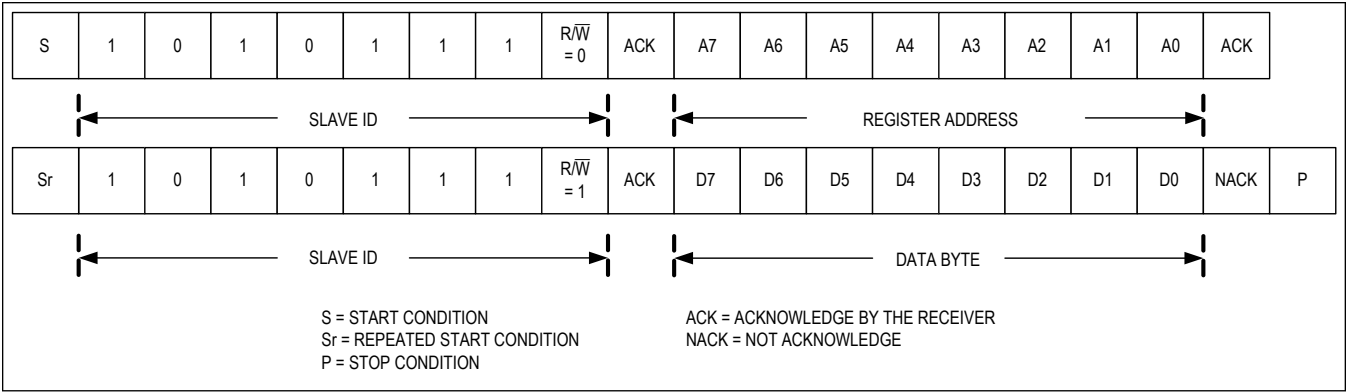 S 1 0 1 0 1 1 1 R/W̅ = 0 ACK A7 A6 A5 A4 A3 A2 A1 A0 ACK
SLAVE ID REGISTER ADDRESS
Sr 1 0 1 0 1 1 1 R/W̅ = 1 ACK D7 D6 D5 D4 D3 D2 D1 D0 NACK P
SLAVE ID DATA BYTE
S = START CONDITION
Sr = REPEATED START CONDITION
P = STOP CONDITION
ACK = ACKNOWLEDGE BY THE RECEIVER
NACK = NOT ACKNOWLEDGE